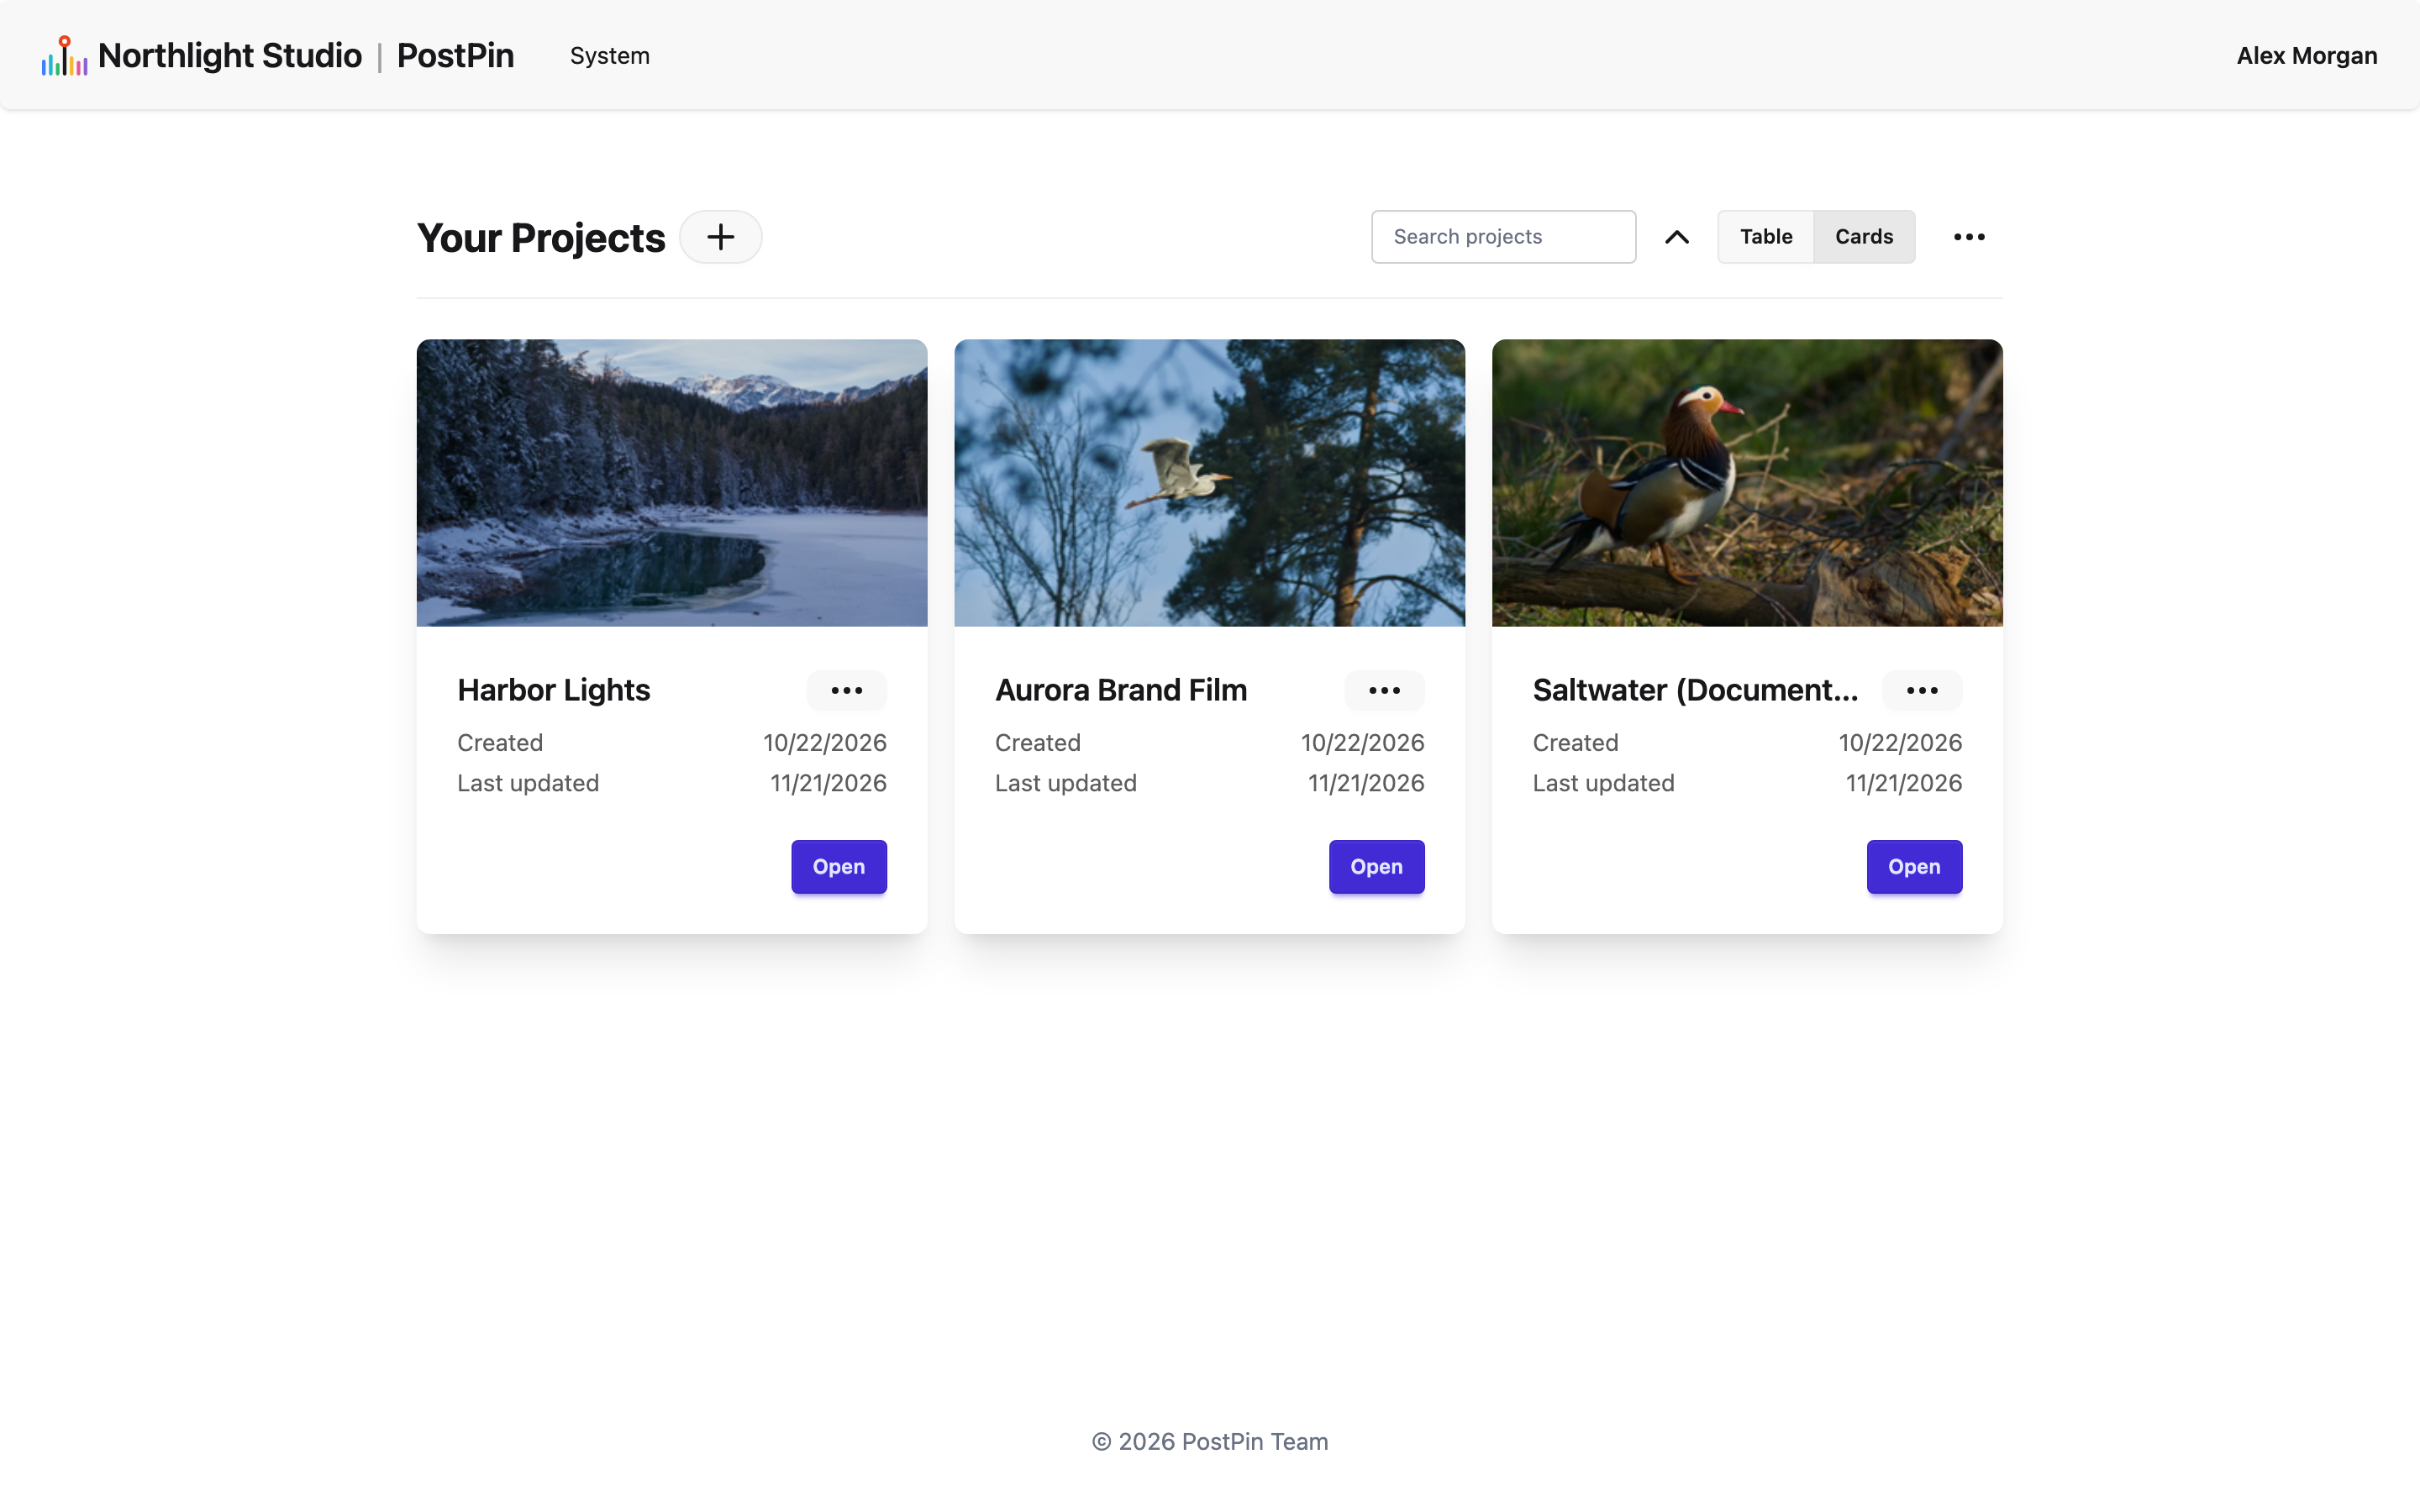 Northlight Studio | PostPin System Alex Morgan
Your Projects Search projects Table Cards
Harbor Lights
Created 10/22/2026
Last updated 11/21/2026
Open
Aurora Brand Film
Created 10/22/2026
Last updated 11/21/2026
Open
Saltwater (Document...
Created 10/22/2026
Last updated 11/21/2026
Open
© 2026 PostPin Team